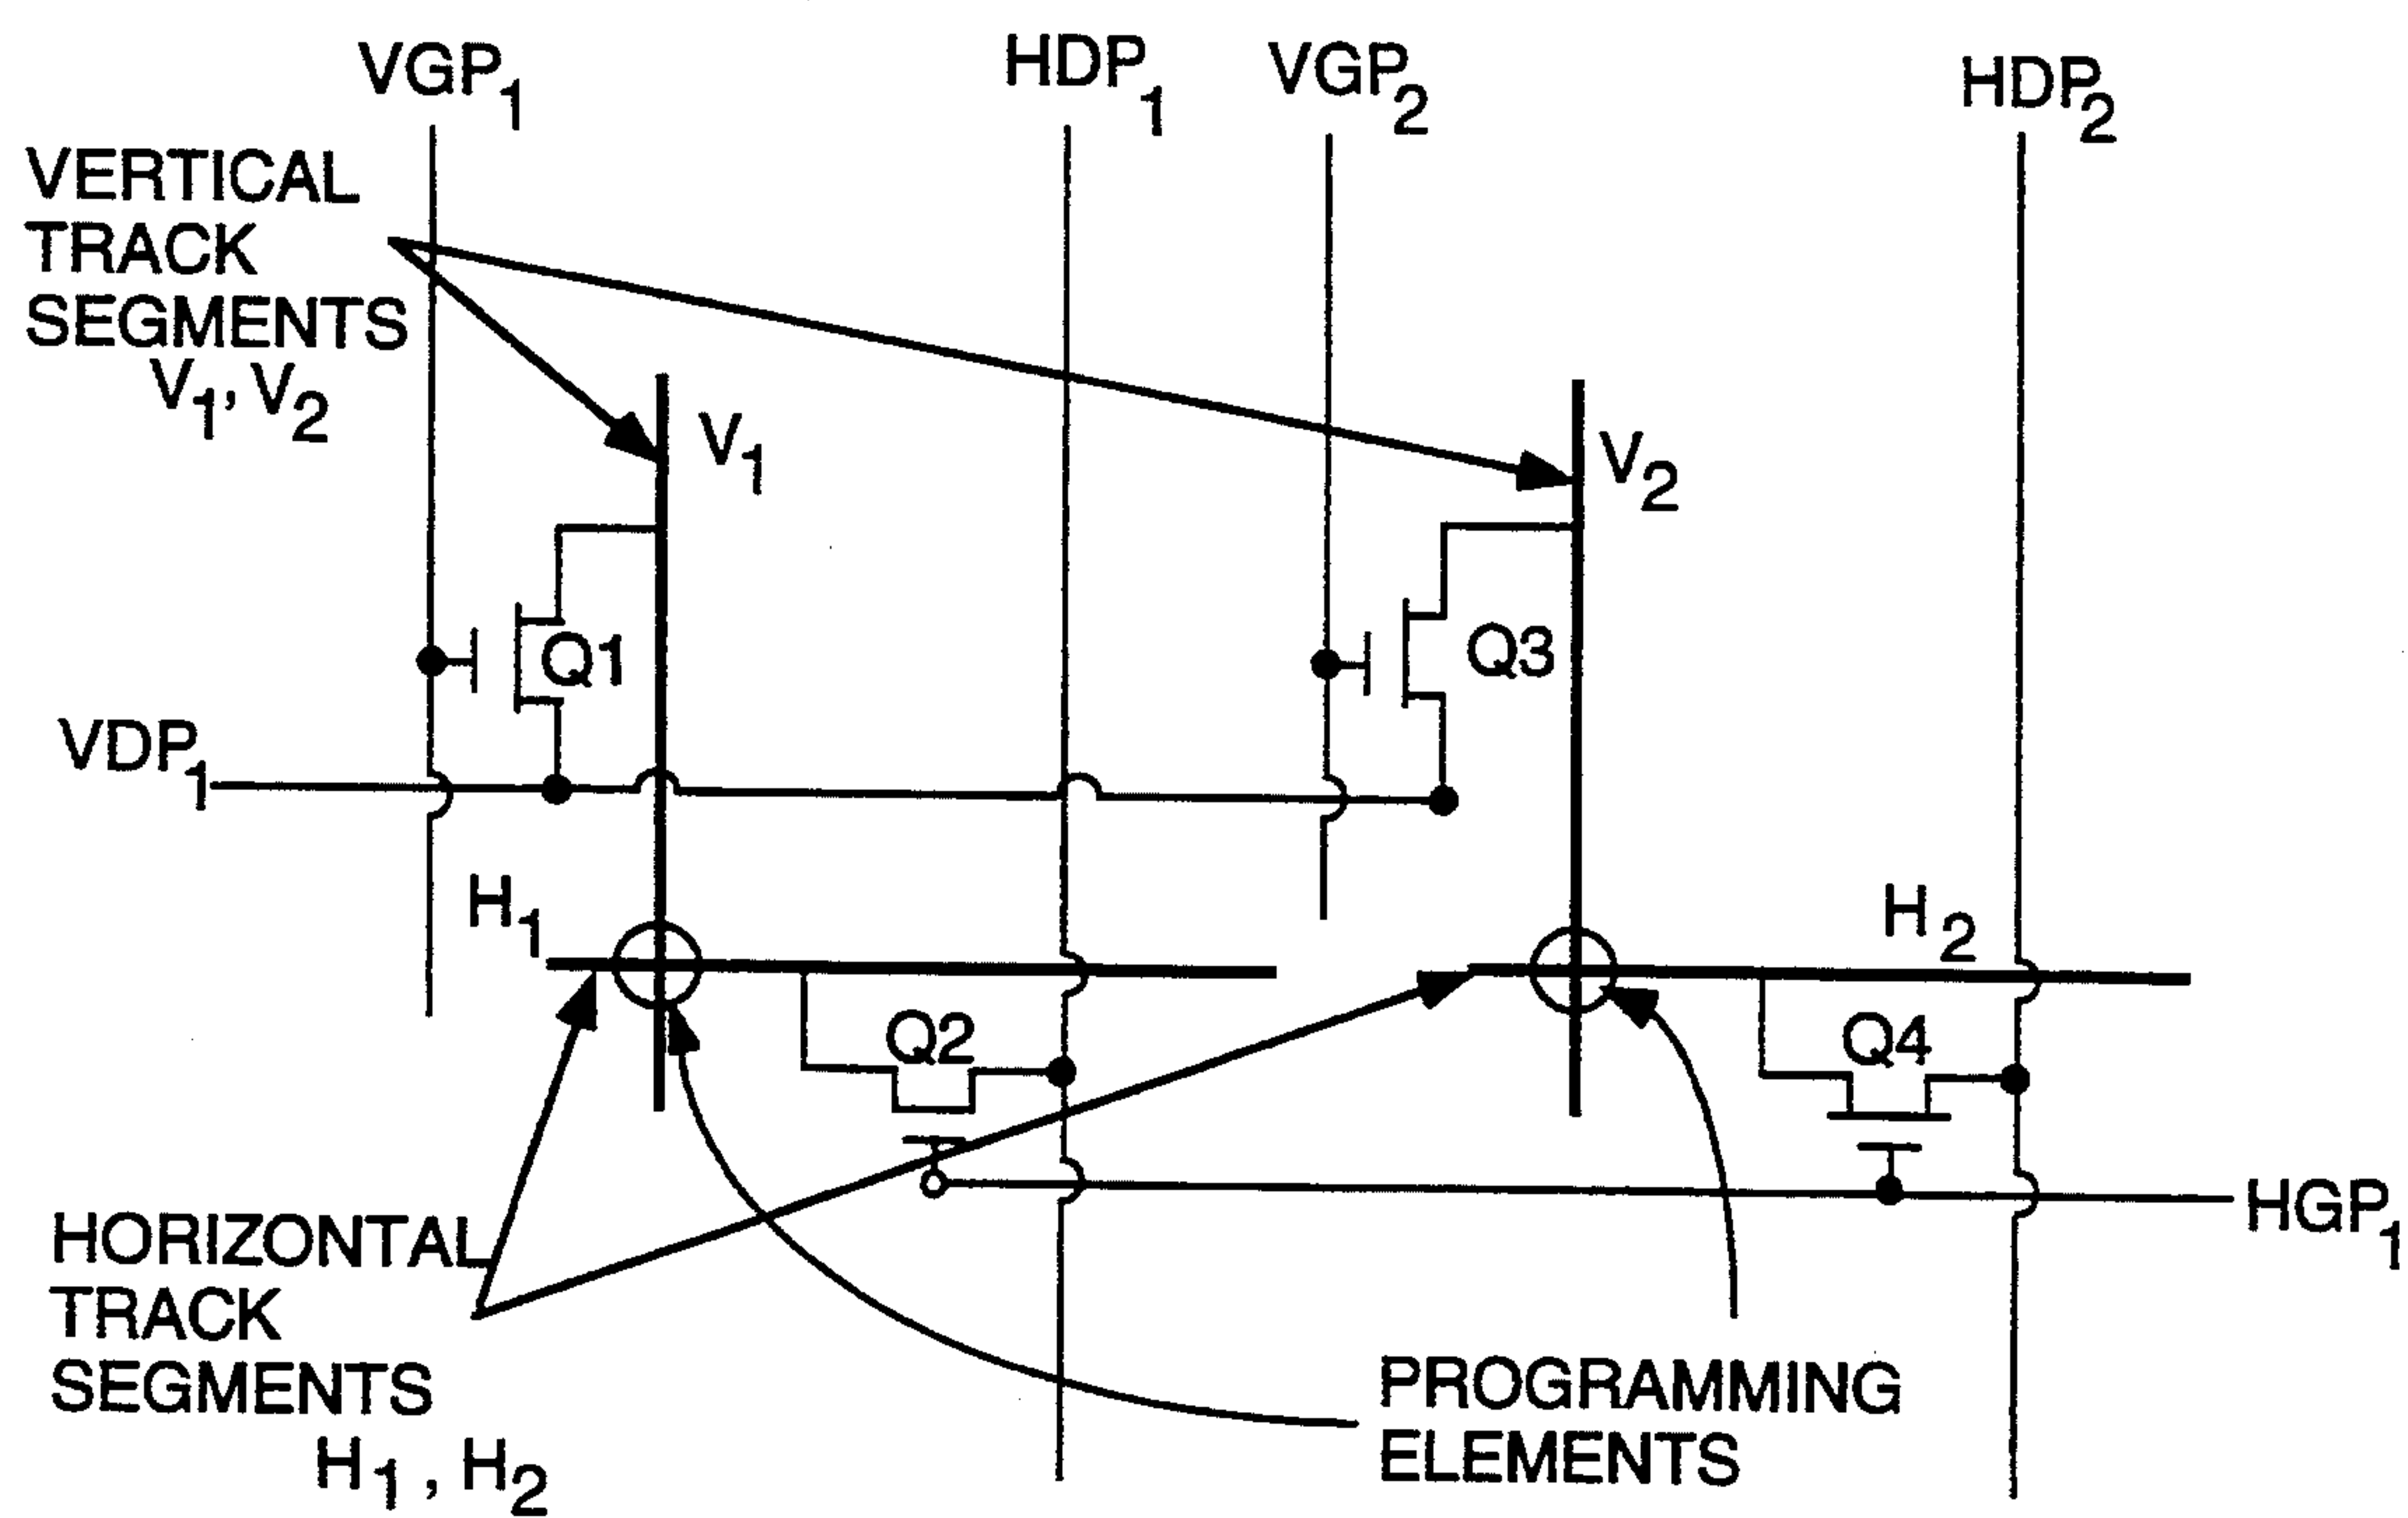 VGP1
HDP1
VGP2
HDP2
VERTICAL
TRACK
SEGMENTS
V1, V2
V1
V2
Q1
Q3
VDP1
H1
H2
Q2
Q4
HGP1
HORIZONTAL
TRACK
SEGMENTS
H1, H2
PROGRAMMING
ELEMENTS